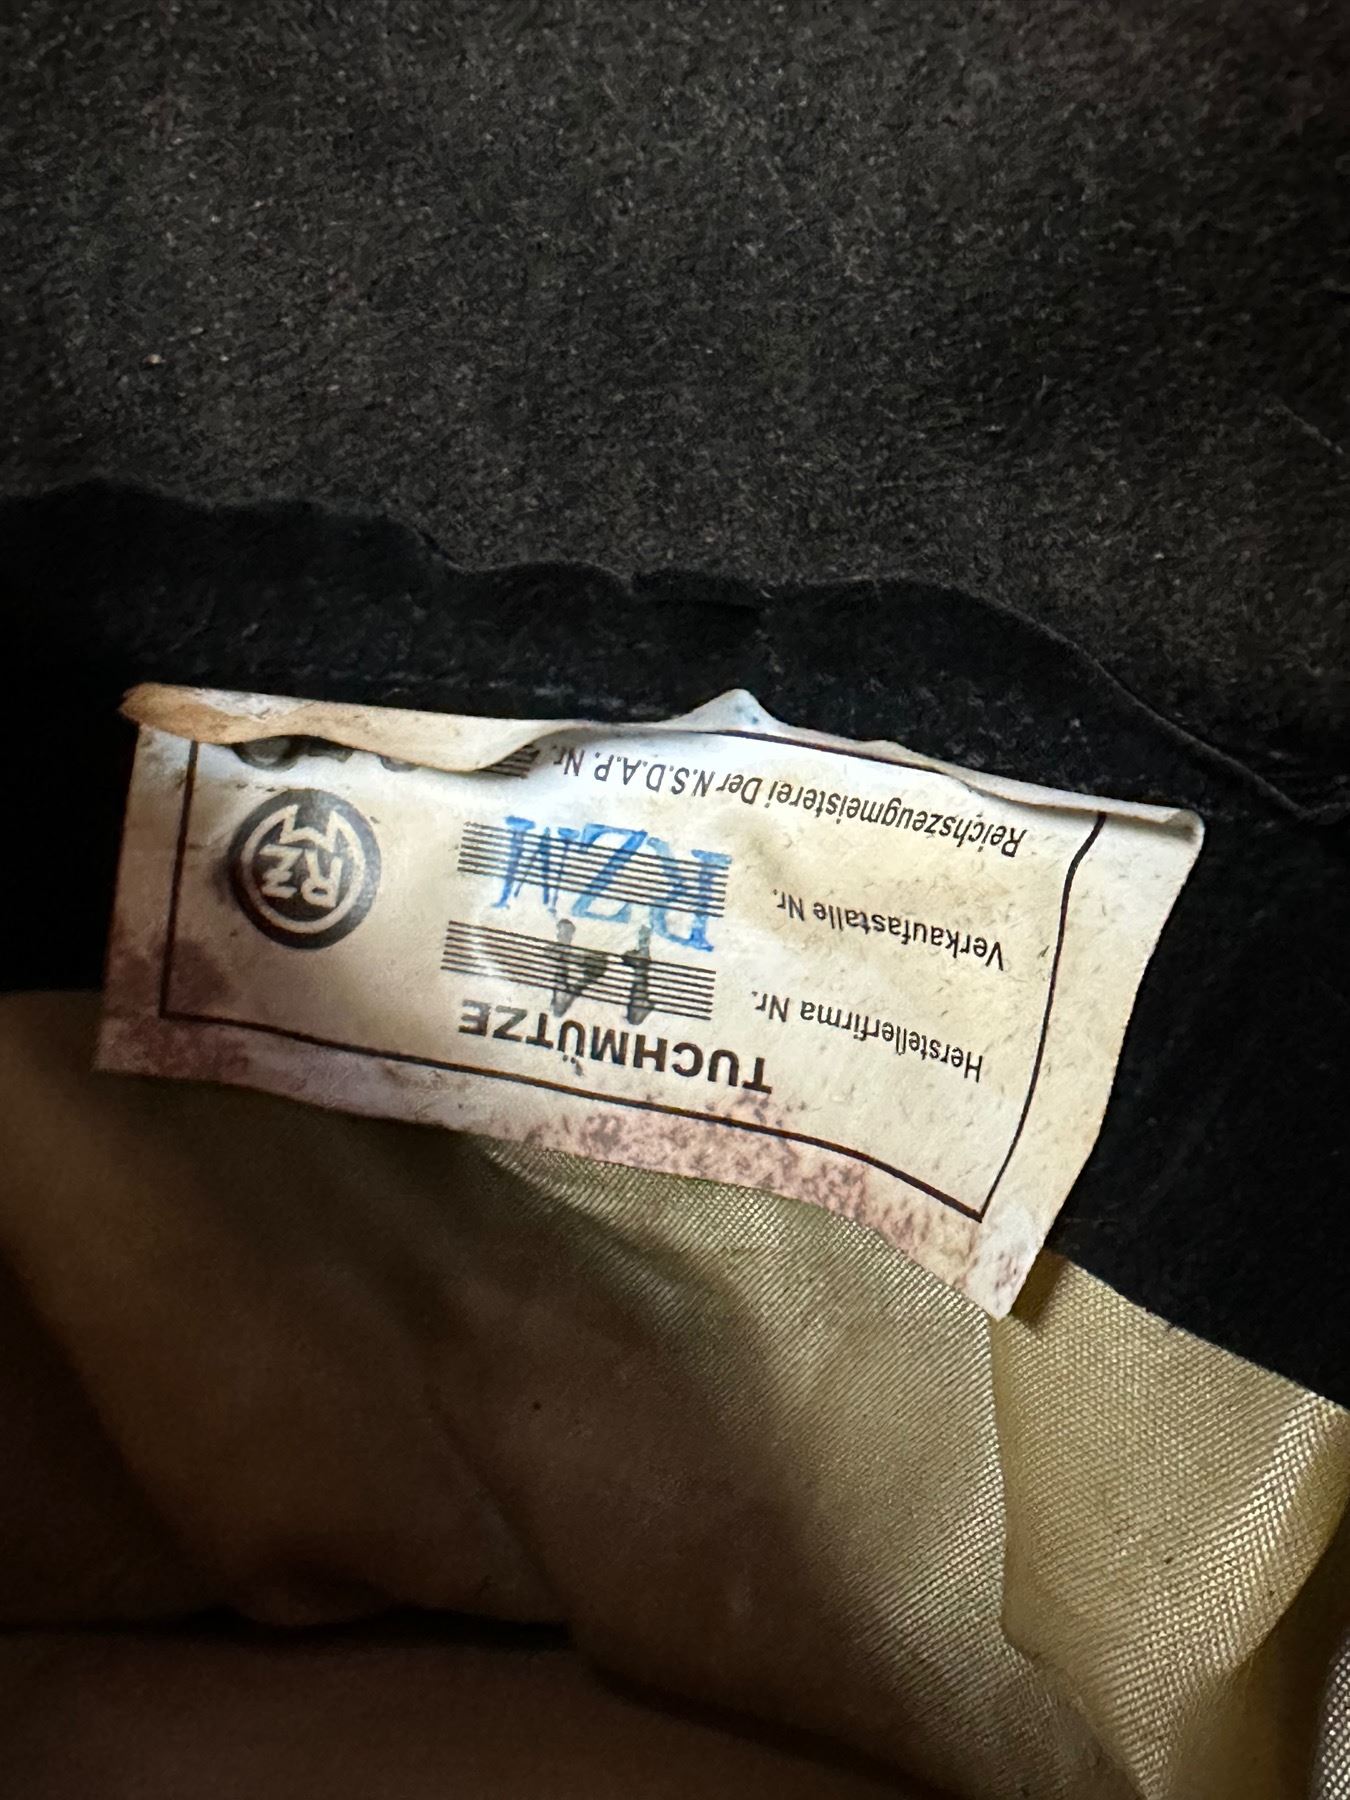 TUCHMÜTZE
Herstellerfirma Nr. 14
Verkaufastalle Nr. RZM
Reichszeugmeisterei Der N.S.D.A.P. Nr.
RZM